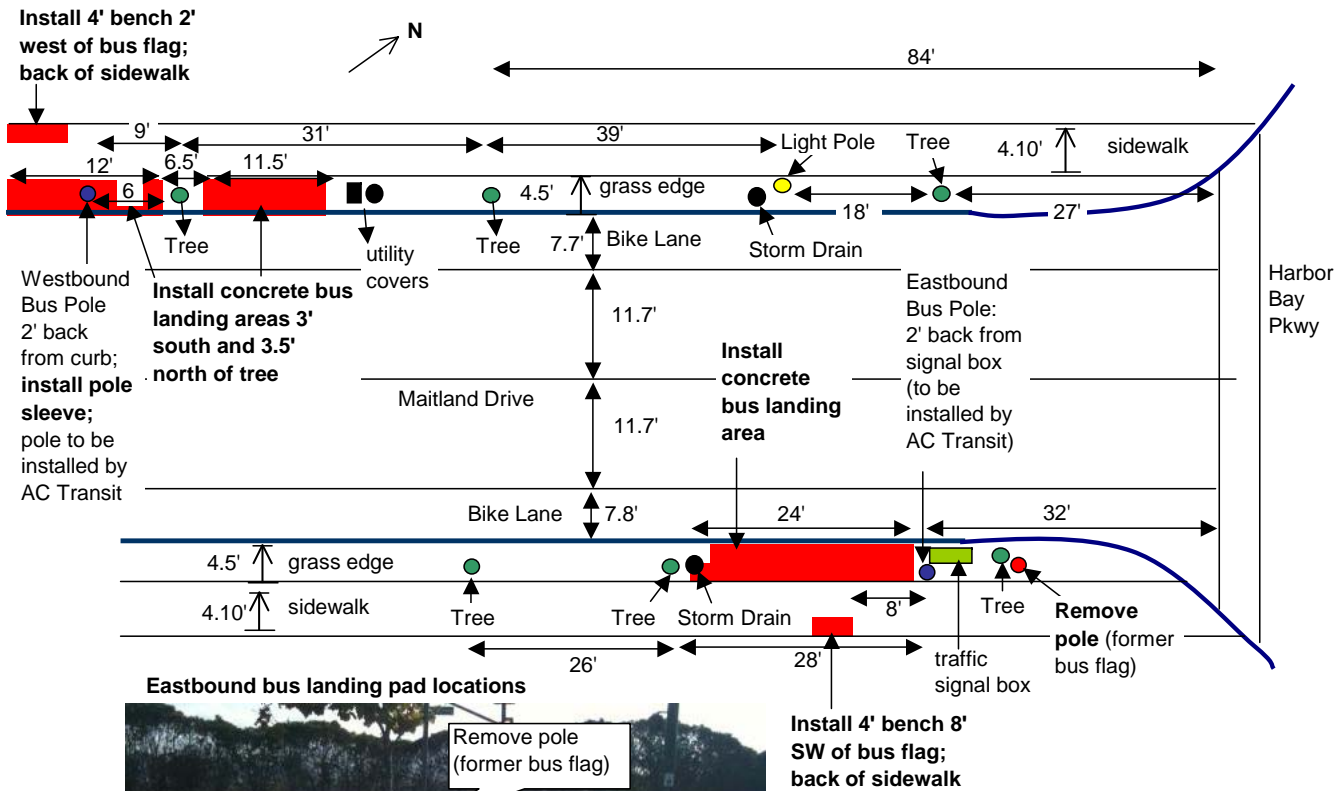 Install 4' bench 2'
west of bus flag;
back of sidewalk
N
84'
9'
31'
39'
Light Pole
Tree
4.10'
sidewalk
12'
6.5'
11.5'
6
4.5'
grass edge
18'
27'
Tree
utility
covers
Tree
7.7'
Bike Lane
Storm Drain
Westbound
Bus Pole
2' back
from curb;
install pole
sleeve;
pole to be
installed by
AC Transit
Install concrete bus
landing areas 3'
south and 3.5'
north of tree
11.7'
Eastbound
Bus Pole:
2' back from
signal box
(to be
installed by
AC Transit)
Harbor
Bay
Pkwy
Install
concrete
bus landing
area
Maitland Drive
11.7'
Bike Lane
7.8'
24'
32'
4.5'
grass edge
4.10'
sidewalk
Tree
Tree
Storm Drain
8'
Tree
Remove
pole (former
bus flag)
26'
28'
traffic
signal box
Eastbound bus landing pad locations
Remove pole
(former bus flag)
Install 4' bench 8'
SW of bus flag;
back of sidewalk